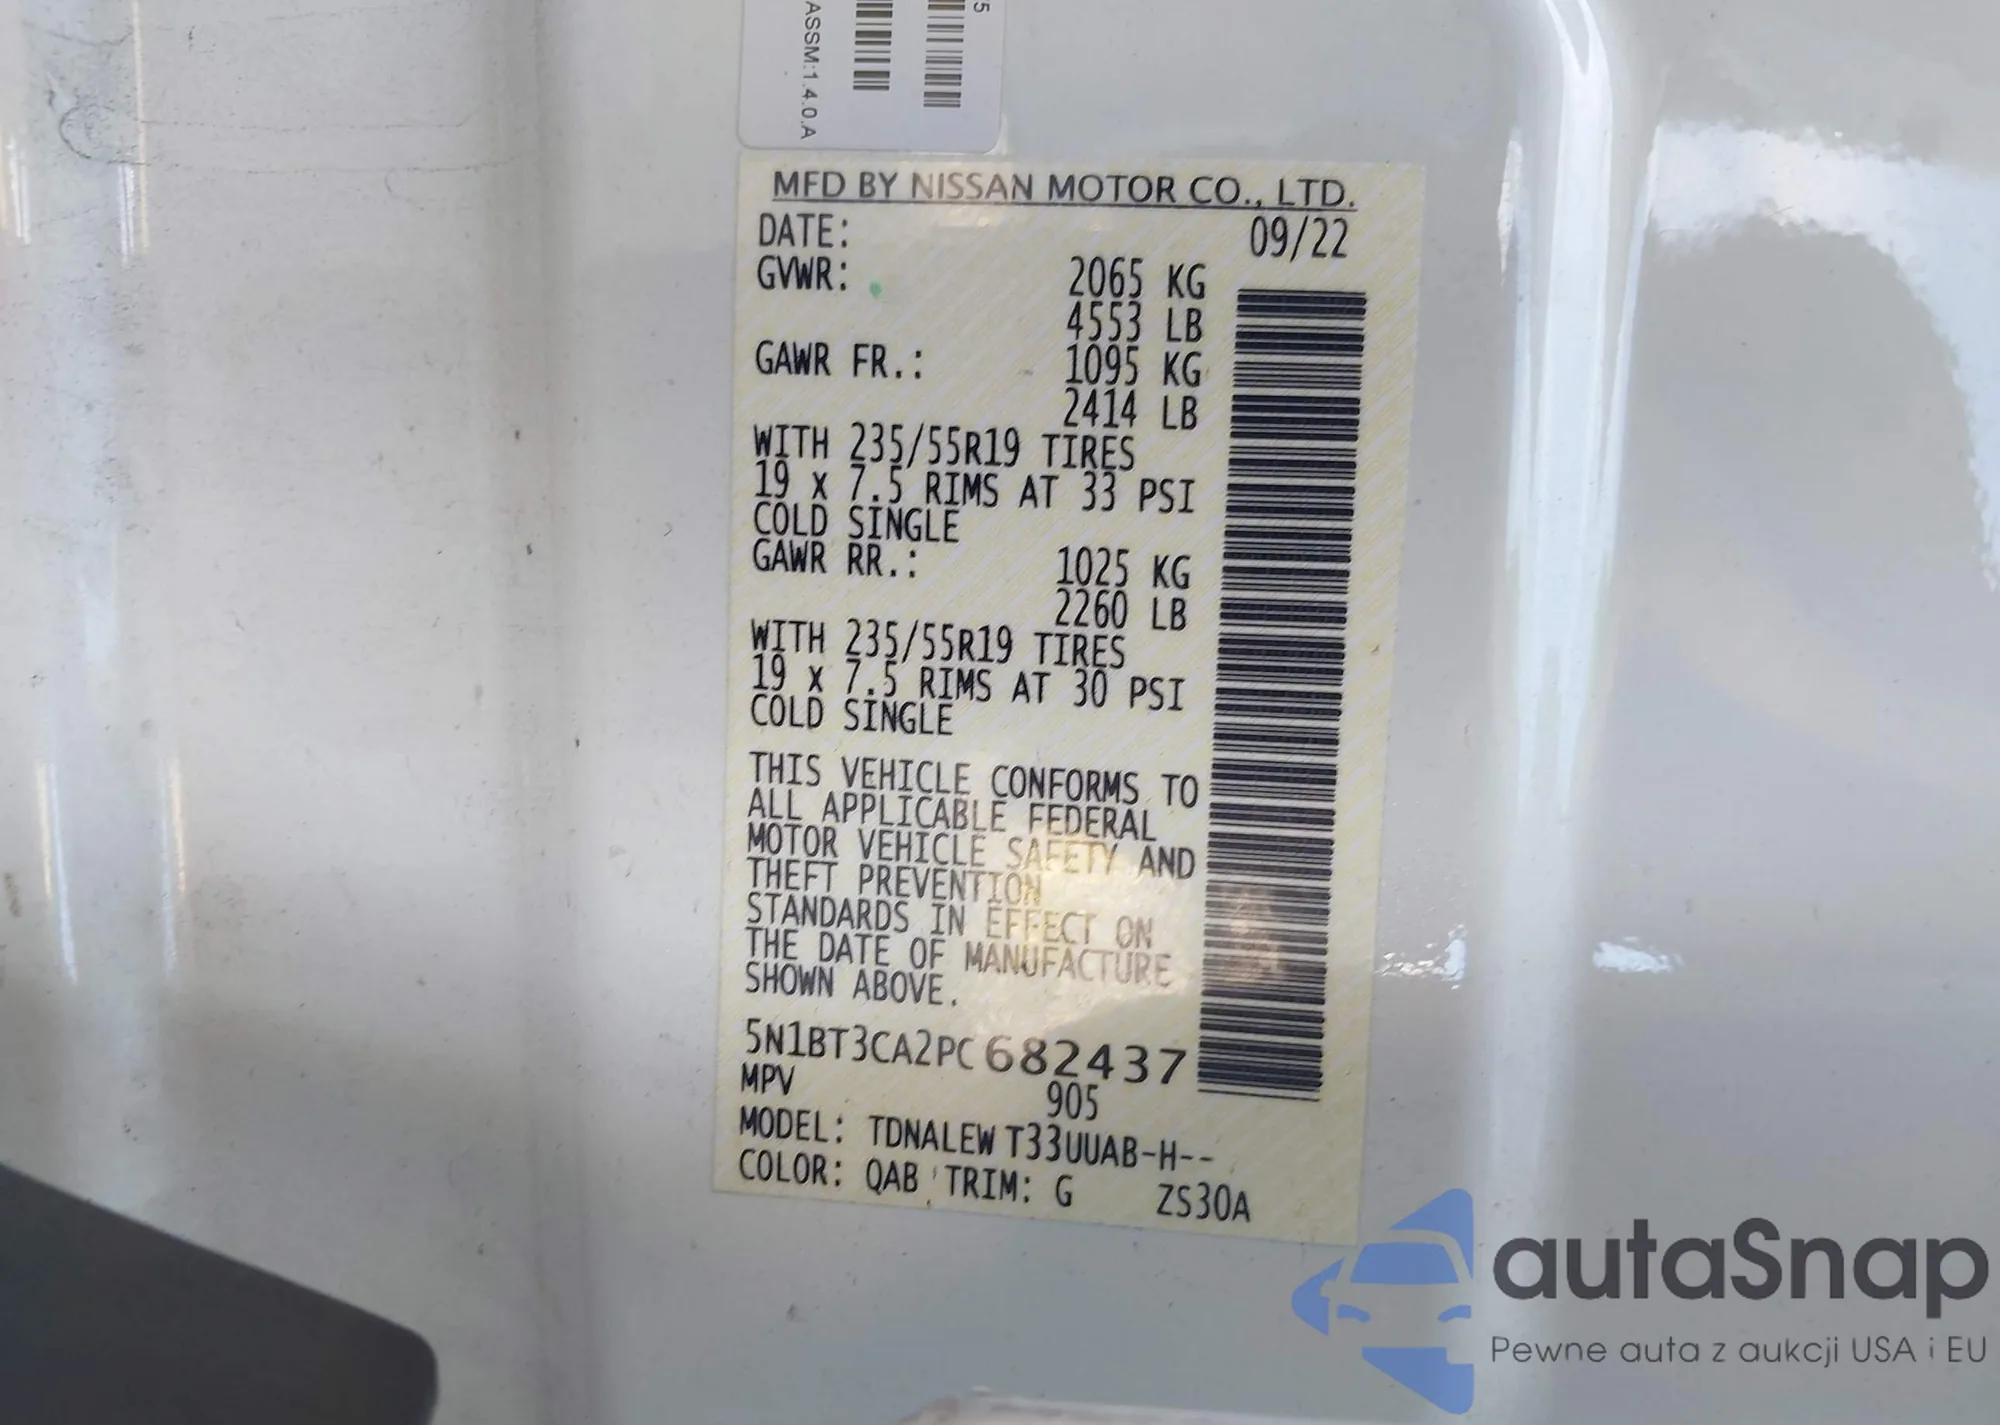 5
ASSM:1.4.0.A
MFD BY NISSAN MOTOR CO., LTD.
DATE: 09/22
GVWR: 2065 KG
4553 LB
GAWR FR.: 1095 KG
2414 LB
WITH 235/55R19 TIRES
19 x 7.5 RIMS AT 33 PSI
COLD SINGLE
GAWR RR.: 1025 KG
2260 LB
WITH 235/55R19 TIRES
19 x 7.5 RIMS AT 30 PSI
COLD SINGLE
THIS VEHICLE CONFORMS TO
ALL APPLICABLE FEDERAL
MOTOR VEHICLE SAFETY AND
THEFT PREVENTION
STANDARDS IN EFFECT ON
THE DATE OF MANUFACTURE
SHOWN ABOVE.
5N1BT3CA2PC682437
MPV 905
MODEL: TDNALEW T33UUAB-H--
COLOR: QAB TRIM: G ZS30A
autaSnap
Pewne auta z aukcji USA i EU